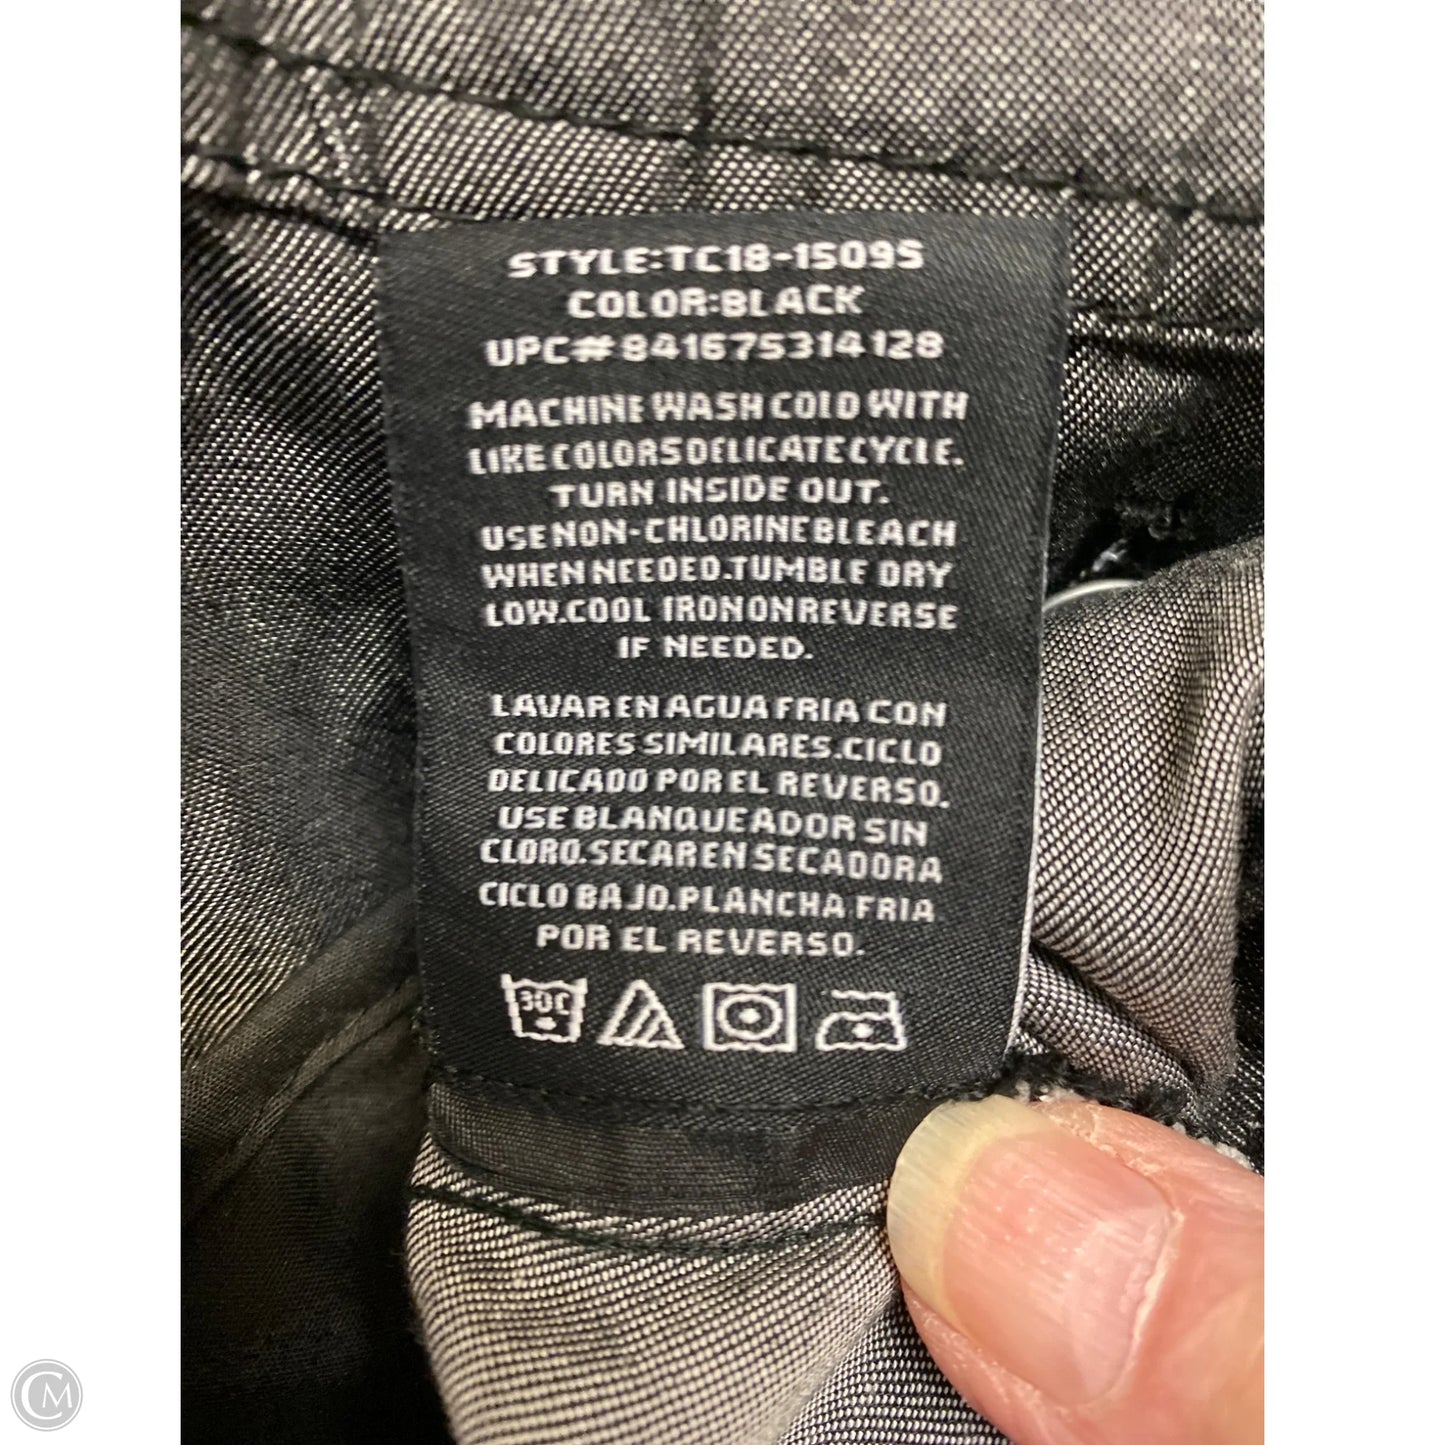 STYLE:TC18-15095
COLOR:BLACK
UPC#841675314128
MACHINE WASH COLD WITH
LIKE COLORS DELICATE CYCLE.
TURN INSIDE OUT.
USE NON-CHLORINE BLEACH
WHEN NEEDED.TUMBLE DRY
LOW.COOL IRON ON REVERSE
IF NEEDED.
LAVAR EN AGUA FRIA CON
COLORES SIMILARES.CICLO
DELICADO POR EL REVERSO.
USE BLANQUEADOR SIN
CLORO.SECAR EN SECADORA
CICLO BAJO.PLANCHA FRIA
POR EL REVERSO.
30C
CM